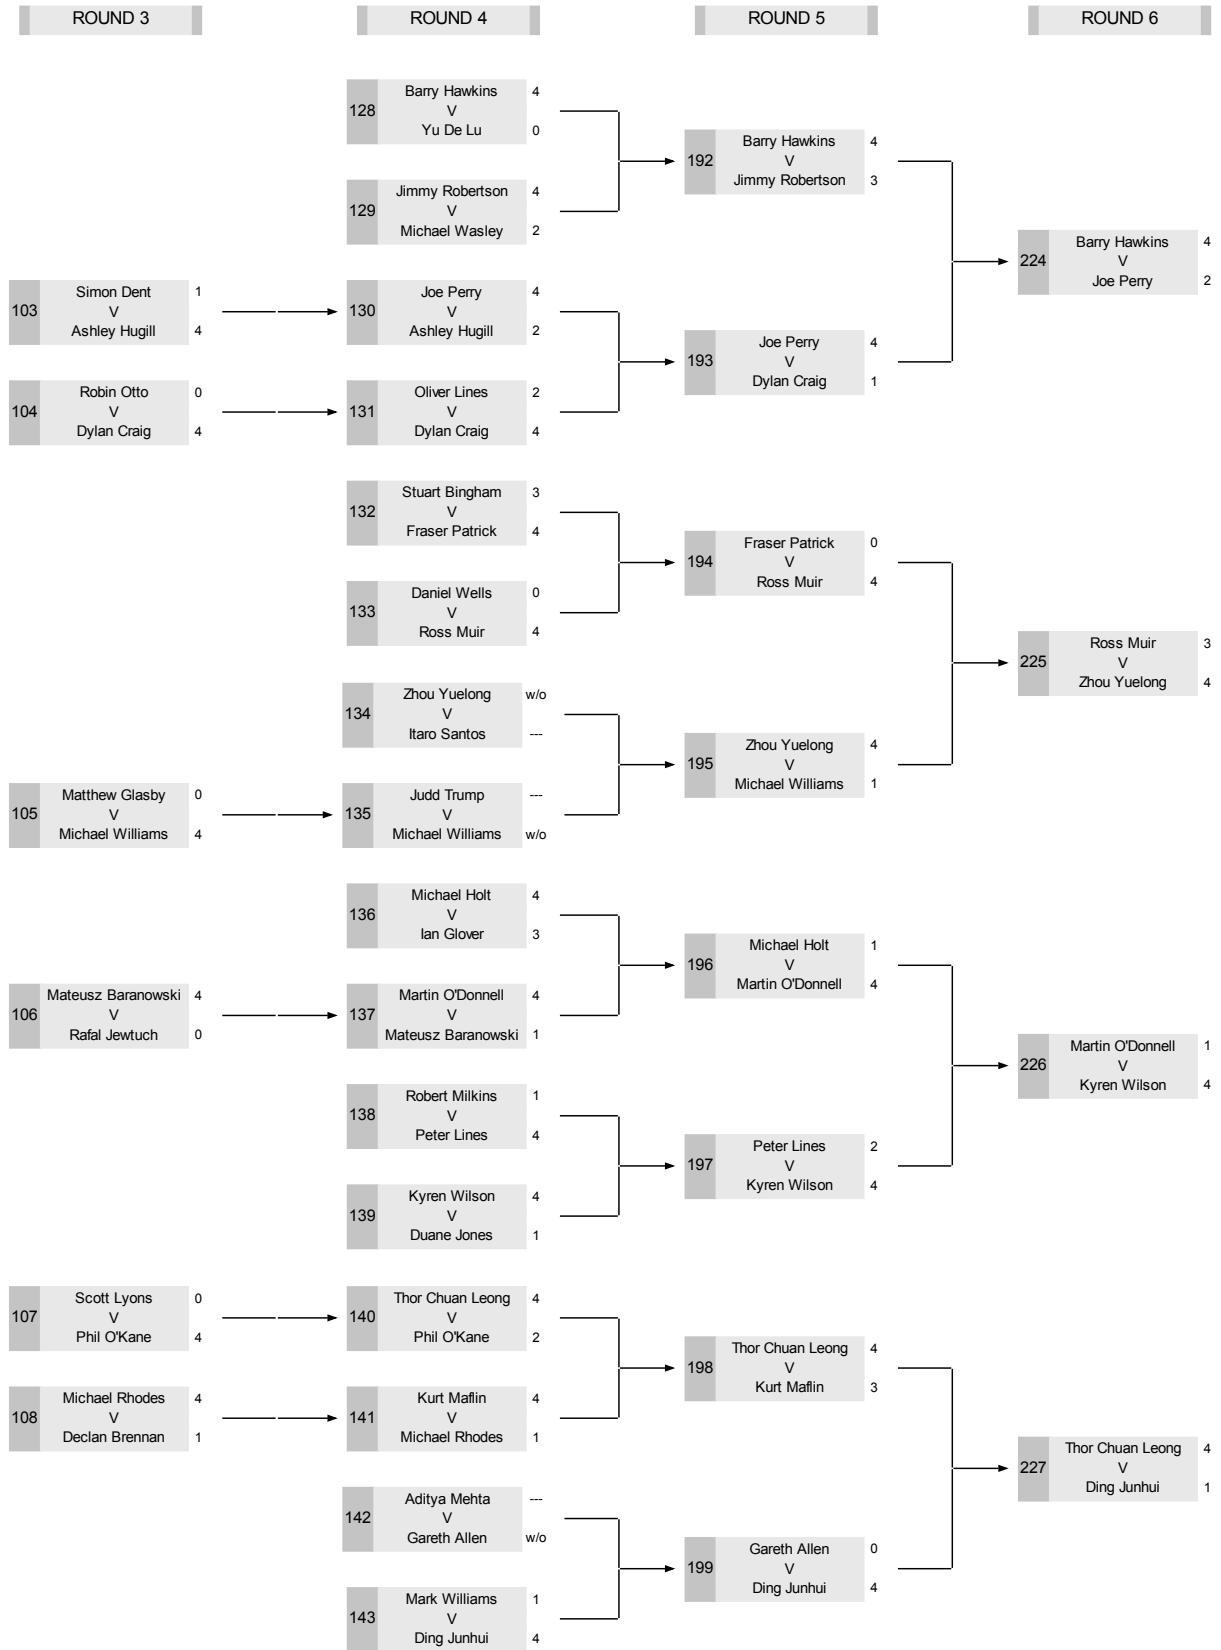 ROUND 3
ROUND 4
ROUND 5
ROUND 6
128
Barry Hawkins 4
V
Yu De Lu 0
129
Jimmy Robertson 4
V
Michael Wasley 2
192
Barry Hawkins 4
V
Jimmy Robertson 3
224
Barry Hawkins 4
V
Joe Perry 2
103
Simon Dent 1
V
Ashley Hugill 4
130
Joe Perry 4
V
Ashley Hugill 2
193
Joe Perry 4
V
Dylan Craig 1
104
Robin Otto 0
V
Dylan Craig 4
131
Oliver Lines 2
V
Dylan Craig 4
132
Stuart Bingham 3
V
Fraser Patrick 4
194
Fraser Patrick 0
V
Ross Muir 4
133
Daniel Wells 0
V
Ross Muir 4
225
Ross Muir 3
V
Zhou Yuelong 4
134
Zhou Yuelong w/o
V
Itaro Santos ---
195
Zhou Yuelong 4
V
Michael Williams 1
105
Matthew Glasby 0
V
Michael Williams 4
135
Judd Trump ---
V
Michael Williams w/o
136
Michael Holt 4
V
Ian Glover 3
196
Michael Holt 1
V
Martin O'Donnell 4
106
Mateusz Baranowski 4
V
Rafal Jewtuch 0
137
Martin O'Donnell 4
V
Mateusz Baranowski 1
226
Martin O'Donnell 1
V
Kyren Wilson 4
138
Robert Milkins 1
V
Peter Lines 4
197
Peter Lines 2
V
Kyren Wilson 4
139
Kyren Wilson 4
V
Duane Jones 1
107
Scott Lyons 0
V
Phil O'Kane 4
140
Thor Chuan Leong 4
V
Phil O'Kane 2
198
Thor Chuan Leong 4
V
Kurt Maflin 3
108
Michael Rhodes 4
V
Declan Brennan 1
141
Kurt Maflin 4
V
Michael Rhodes 1
227
Thor Chuan Leong 4
V
Ding Junhui 1
142
Aditya Mehta ---
V
Gareth Allen w/o
199
Gareth Allen 0
V
Ding Junhui 4
143
Mark Williams 1
V
Ding Junhui 4